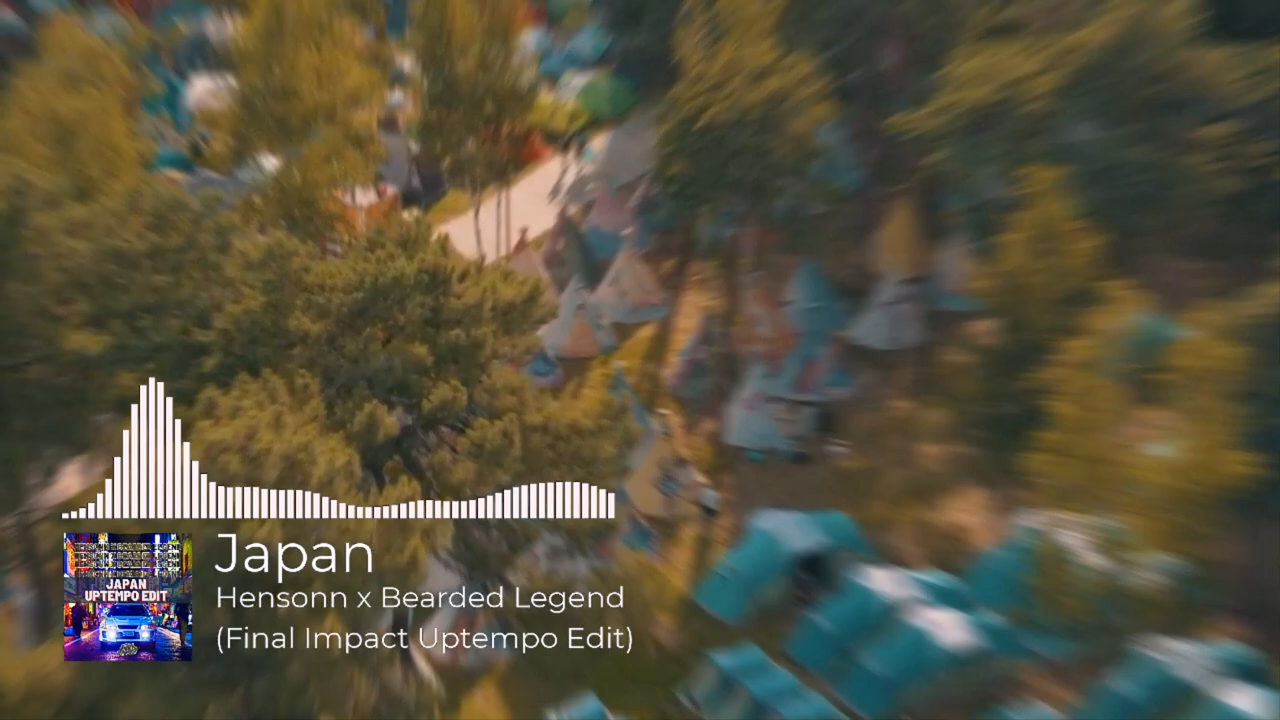 JAPAN
UPTEMPO EDIT
Japan
Hensonn x Bearded Legend
(Final Impact Uptempo Edit)